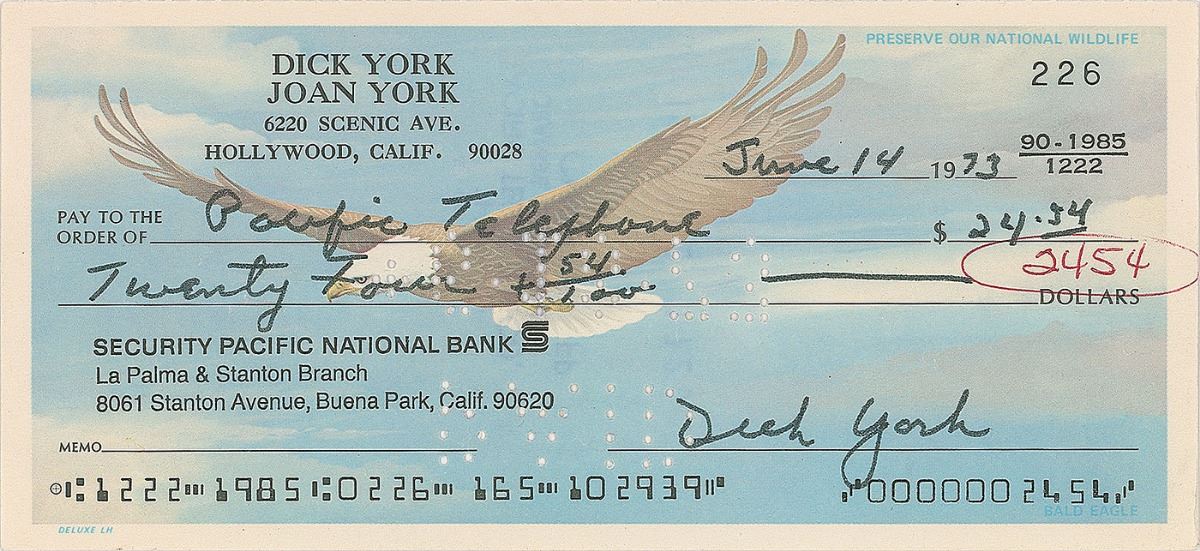 PRESERVE OUR NATIONAL WILDLIFE
DICK YORK
JOAN YORK
6220 SCENIC AVE.
HOLLYWOOD, CALIF. 90028
226
90-1985
1222
June 14 1973
PAY TO THE
ORDER OF Pacific Telephone $ 24.54
Twenty Four + 54/100 DOLLARS
2454
SECURITY PACIFIC NATIONAL BANK
La Palma & Stanton Branch
8061 Stanton Avenue, Buena Park, Calif. 90620
MEMO Dick York
⑆1222⑉1985⑆0226⑉165⑉102939⑈ ⑇0000002454⑇
BALD EAGLE
DELUXE LH